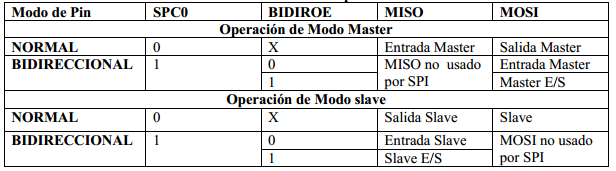 Modo de Pin SPC0 BIDIROE MISO MOSI
Operación de Modo Master
NORMAL 0 X Entrada Master Salida Master
BIDIRECCIONAL 1 0 MISO no usado Entrada Master
1 por SPI Master E/S
Operación de Modo slave
NORMAL 0 X Salida Slave Slave
BIDIRECCIONAL 1 0 Entrada Slave MOSI no usado
1 Slave E/S por SPI